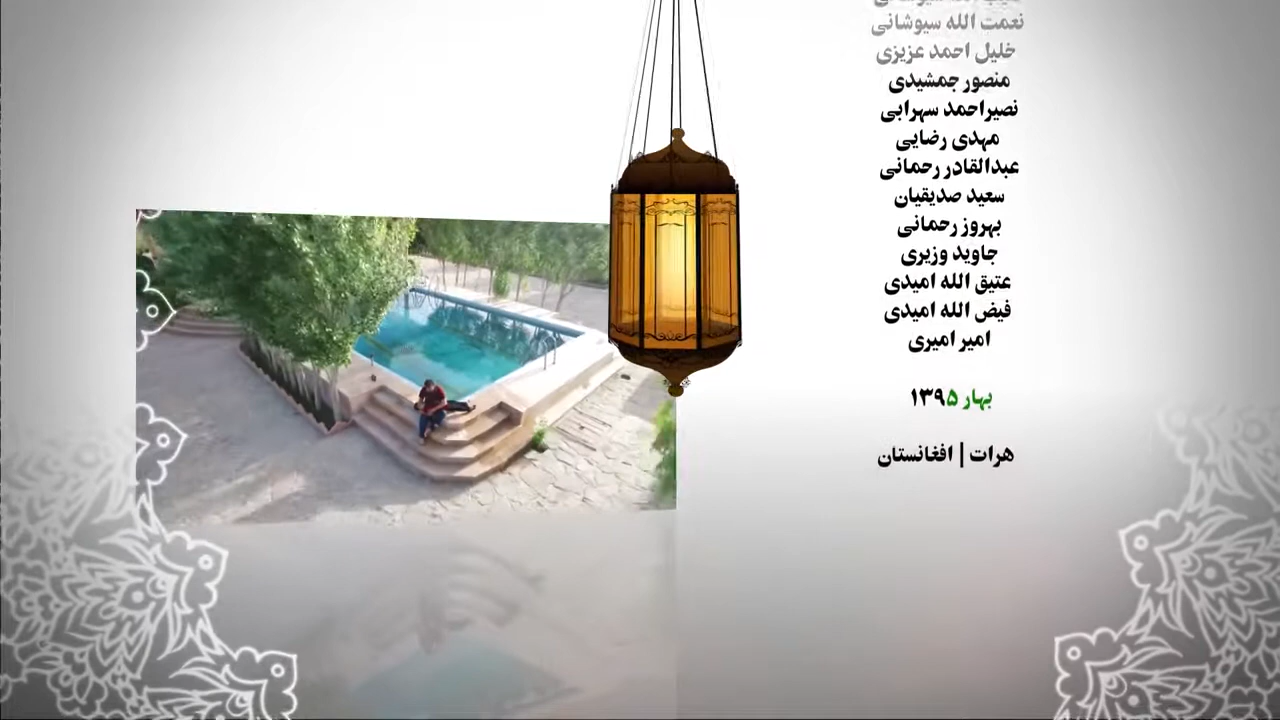 نعمت الله سیوشانی
خلیل احمد عزیزی
منصور جمشیدی
نصیراحمد سهرابی
مهدی رضایی
عبدالقادر رحمانی
سعید صدیقیان
بهروز رحمانی
جاوید وزیری
عتیق الله امیدی
فیض الله امیدی
امیر امیری
بهار ۱۳۹۵
هرات | افغانستان